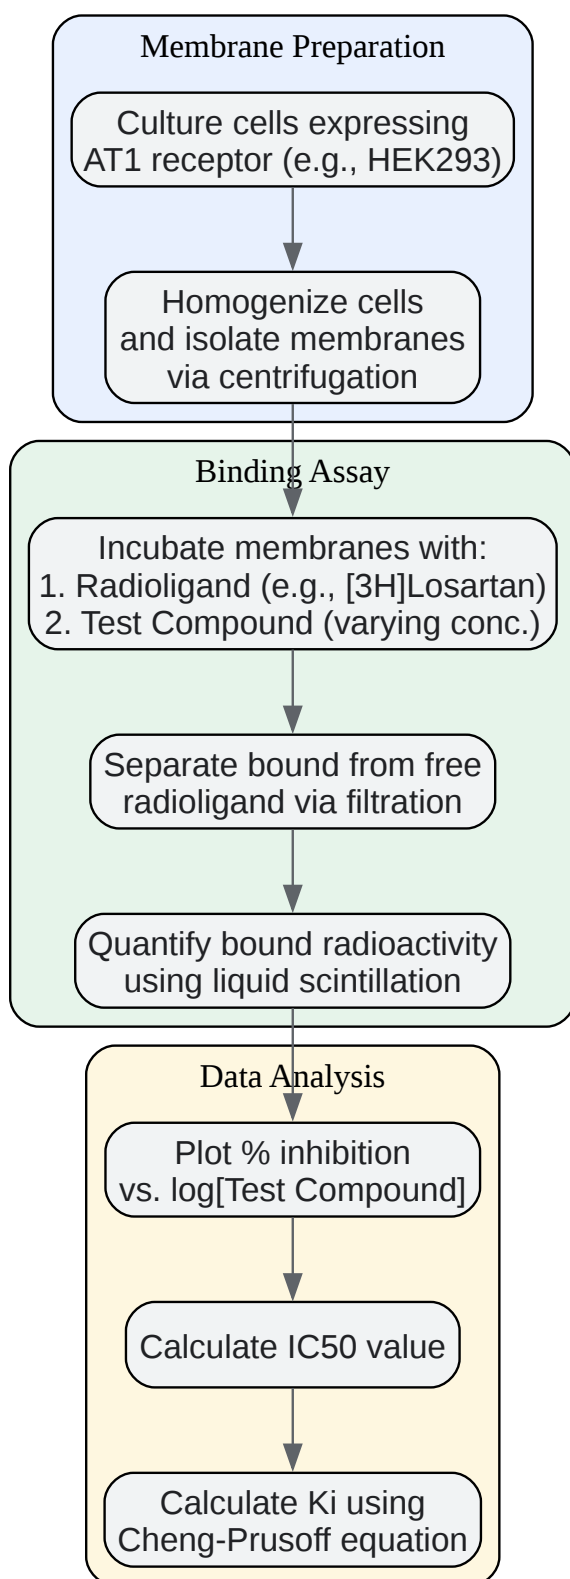 Membrane Preparation
Culture cells expressing
AT1 receptor (e.g., HEK293)
Homogenize cells
and isolate membranes
via centrifugation
Binding Assay
Incubate membranes with:
1. Radioligand (e.g., [3H]Losartan)
2. Test Compound (varying conc.)
Separate bound from free
radioligand via filtration
Quantify bound radioactivity
using liquid scintillation
Data Analysis
Plot % inhibition
vs. log[Test Compound]
Calculate IC50 value
Calculate Ki using
Cheng-Prusoff equation